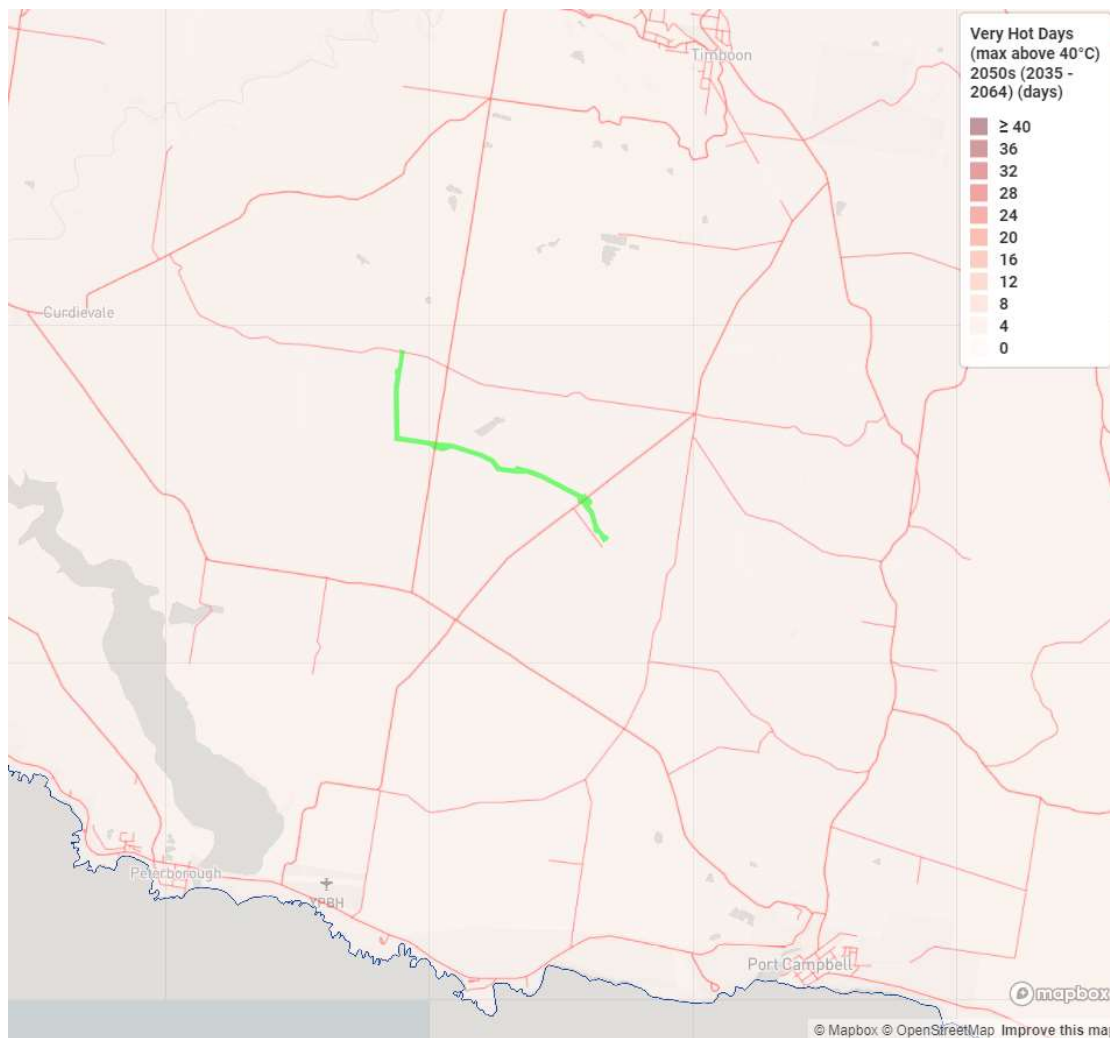 Very Hot Days
(max above 40°C)
2050s (2035 -
2064) (days)
≥ 40
36
32
28
24
20
16
12
8
4
0
Timboon
Curdievale
Peterborough
YPBH
Port Campbell
mapbox
© Mapbox © OpenStreetMap Improve this map